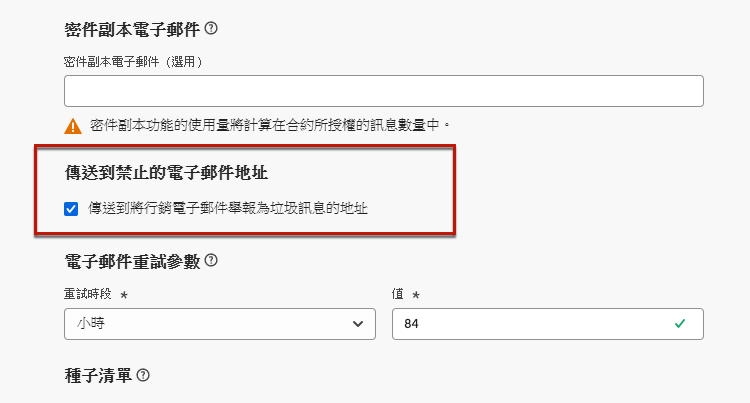 密件副本電子郵件
密件副本電子郵件（選用）
密件副本功能的使用量將計算在合約所授權的訊息數量中。
傳送到禁止的電子郵件地址
傳送到將行銷電子郵件舉報為垃圾訊息的地址
電子郵件重試參數
重試時段 * 值 *
小時 84
種子清單